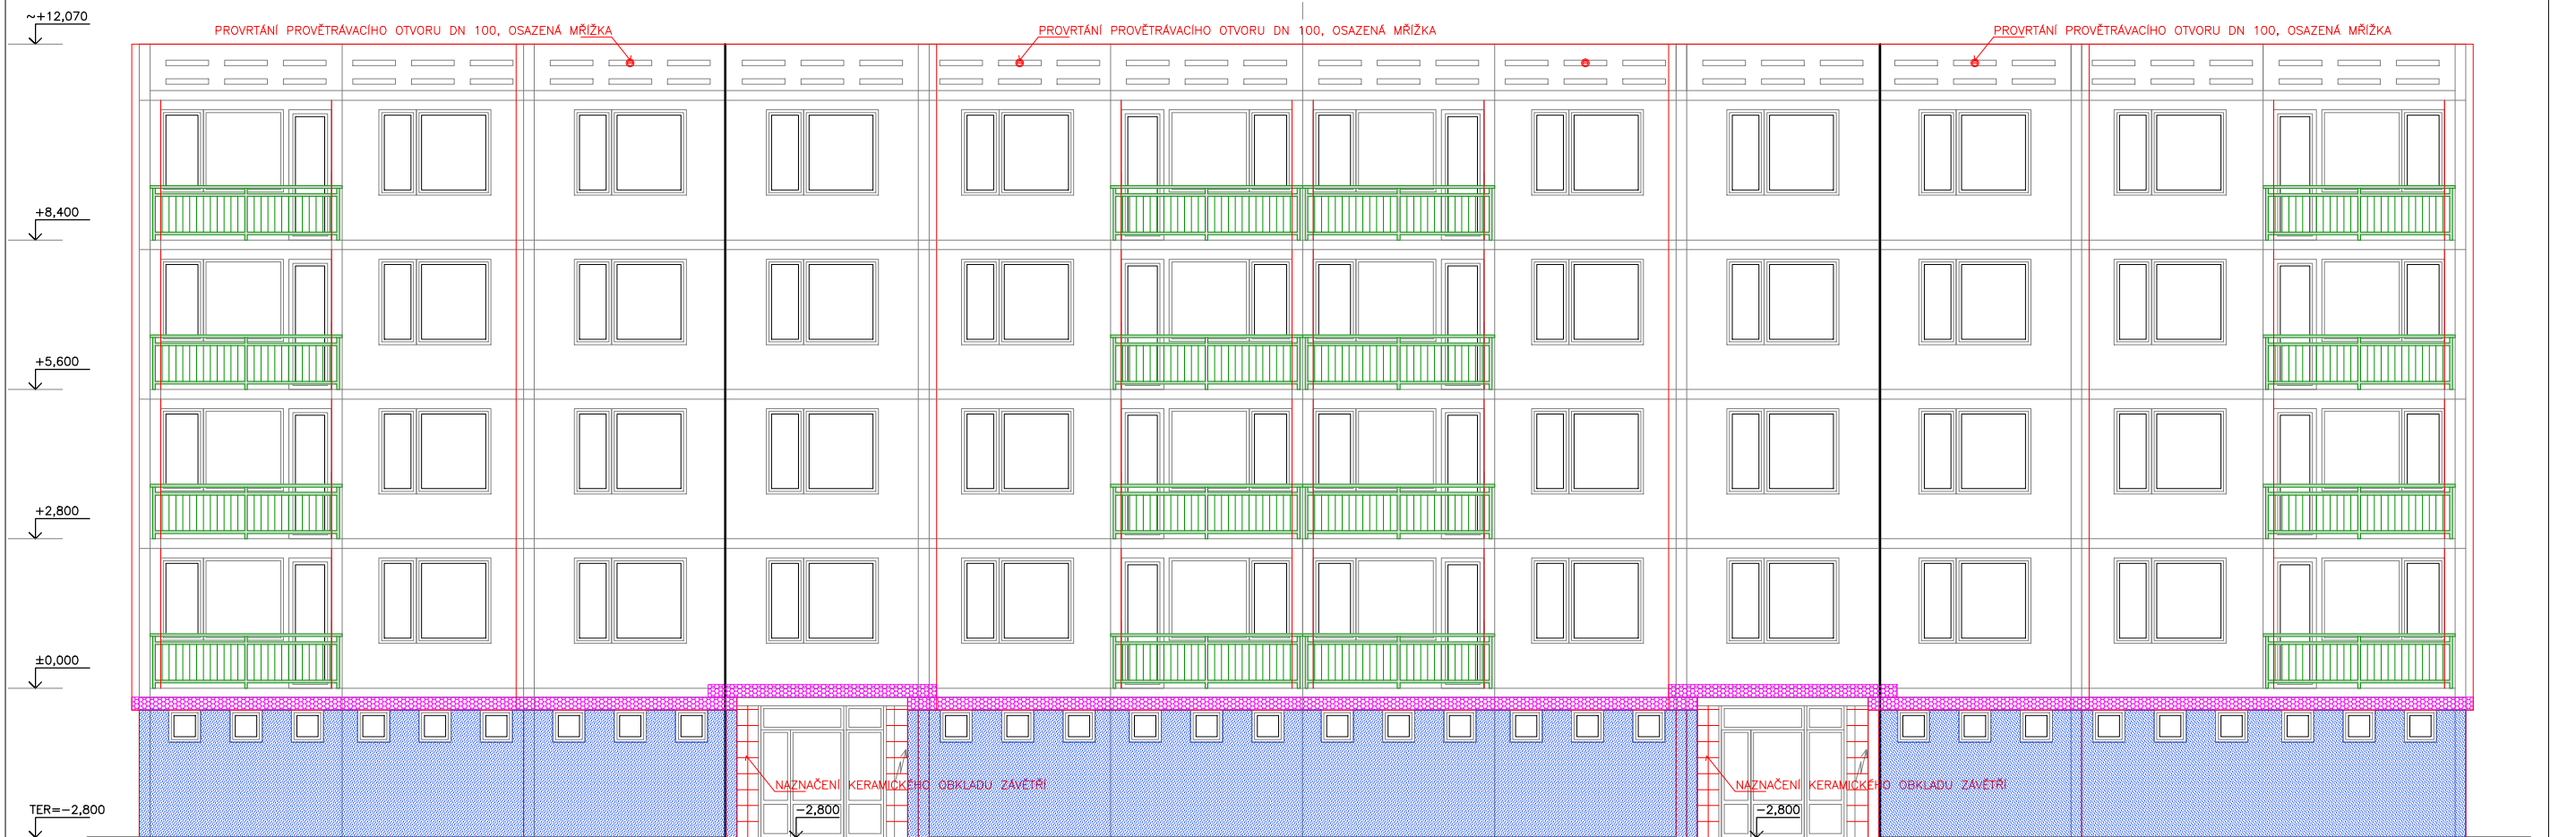 ~+12,070
PROVRTÁNÍ PROVĚTRÁVACÍHO OTVORU DN 100, OSAZENÁ MŘÍŽKA
PROVRTÁNÍ PROVĚTRÁVACÍHO OTVORU DN 100, OSAZENÁ MŘÍŽKA
PROVRTÁNÍ PROVĚTRÁVACÍHO OTVORU DN 100, OSAZENÁ MŘÍŽKA
+8,400
+5,600
+2,800
±0,000
NAZNAČENÍ KERAMICKÉHO OBKLADU ZÁVĚTŘÍ
NAZNAČENÍ KERAMICKÉHO OBKLADU ZÁVĚTŘÍ
TER=−2,800
−2,800
−2,800